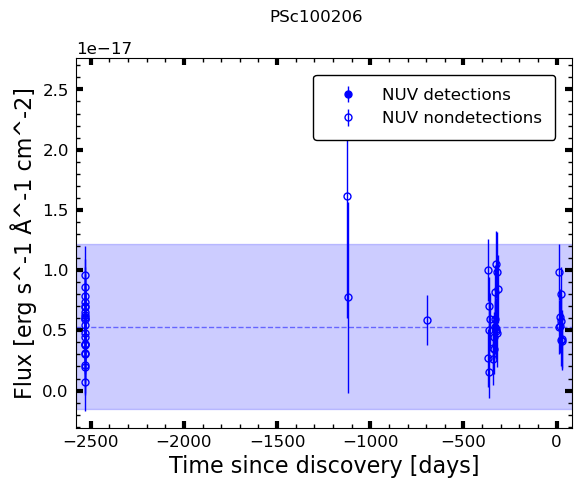 PSc100206
1e−17
NUV detections
NUV nondetections
2.5
2.0
1.5
1.0
0.5
0.0
Flux [erg s^-1 Å^-1 cm^-2]
−2500 −2000 −1500 −1000 −500 0
Time since discovery [days]